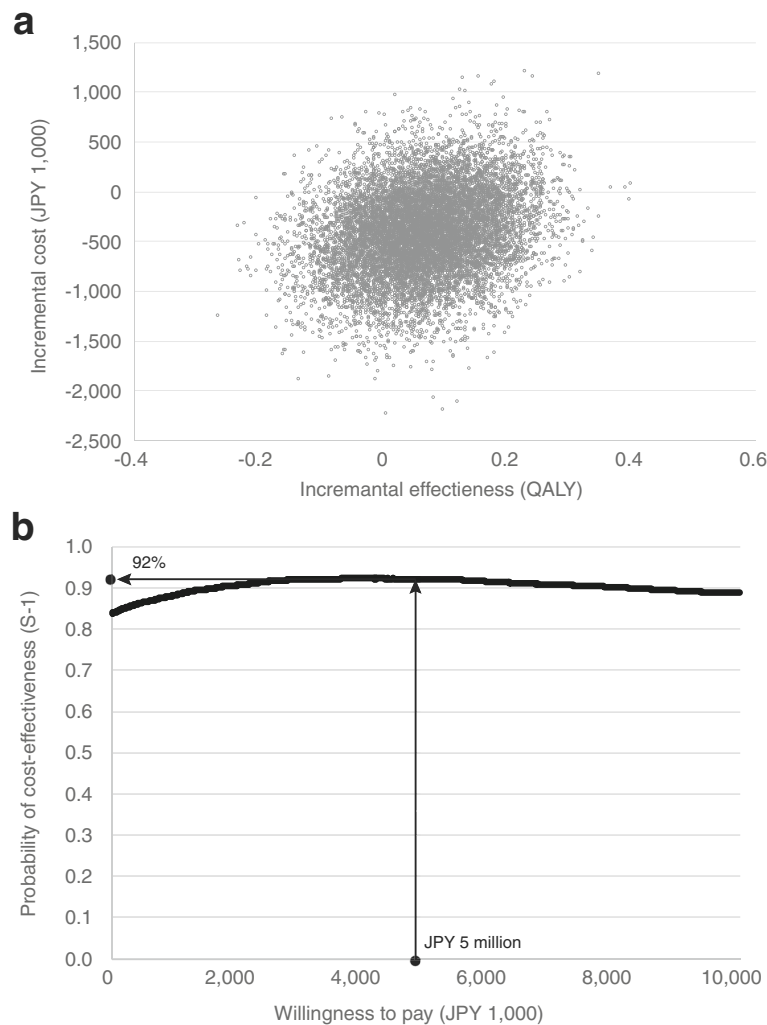 a
1,500
1,000
500
0
-500
-1,000
-1,500
-2,000
-2,500
Incremental cost (JPY 1,000)
-0.4 -0.2 0 0.2 0.4 0.6
Incremantal effectieness (QALY)
b
1.0
0.9
0.8
0.7
0.6
0.5
0.4
0.3
0.2
0.1
0.0
Probability of cost-effectiveness (S-1)
92%
JPY 5 million
0 2,000 4,000 6,000 8,000 10,000
Willingness to pay (JPY 1,000)